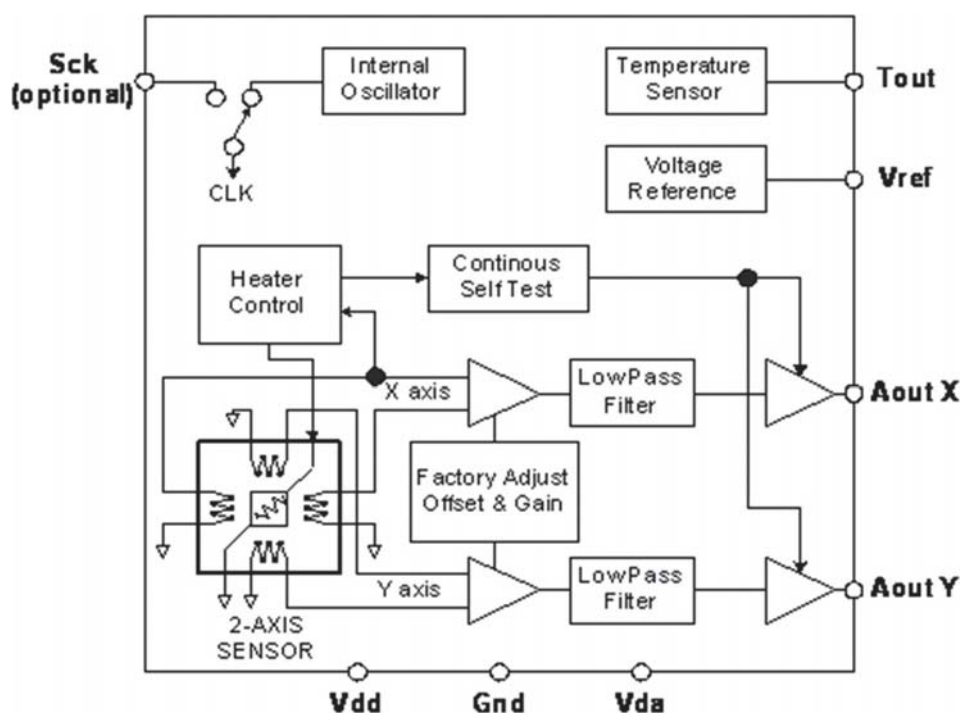 Sck
(optional)
Internal
Oscillator
Temperature
Sensor
Tout
CLK
Voltage
Reference
Vref
Heater
Control
Continous
Self Test
X axis
LowPass
Filter
Aout X
Factory Adjust
Offset & Gain
Y axis
LowPass
Filter
Aout Y
2-AXIS
SENSOR
Vdd
Gnd
Vda